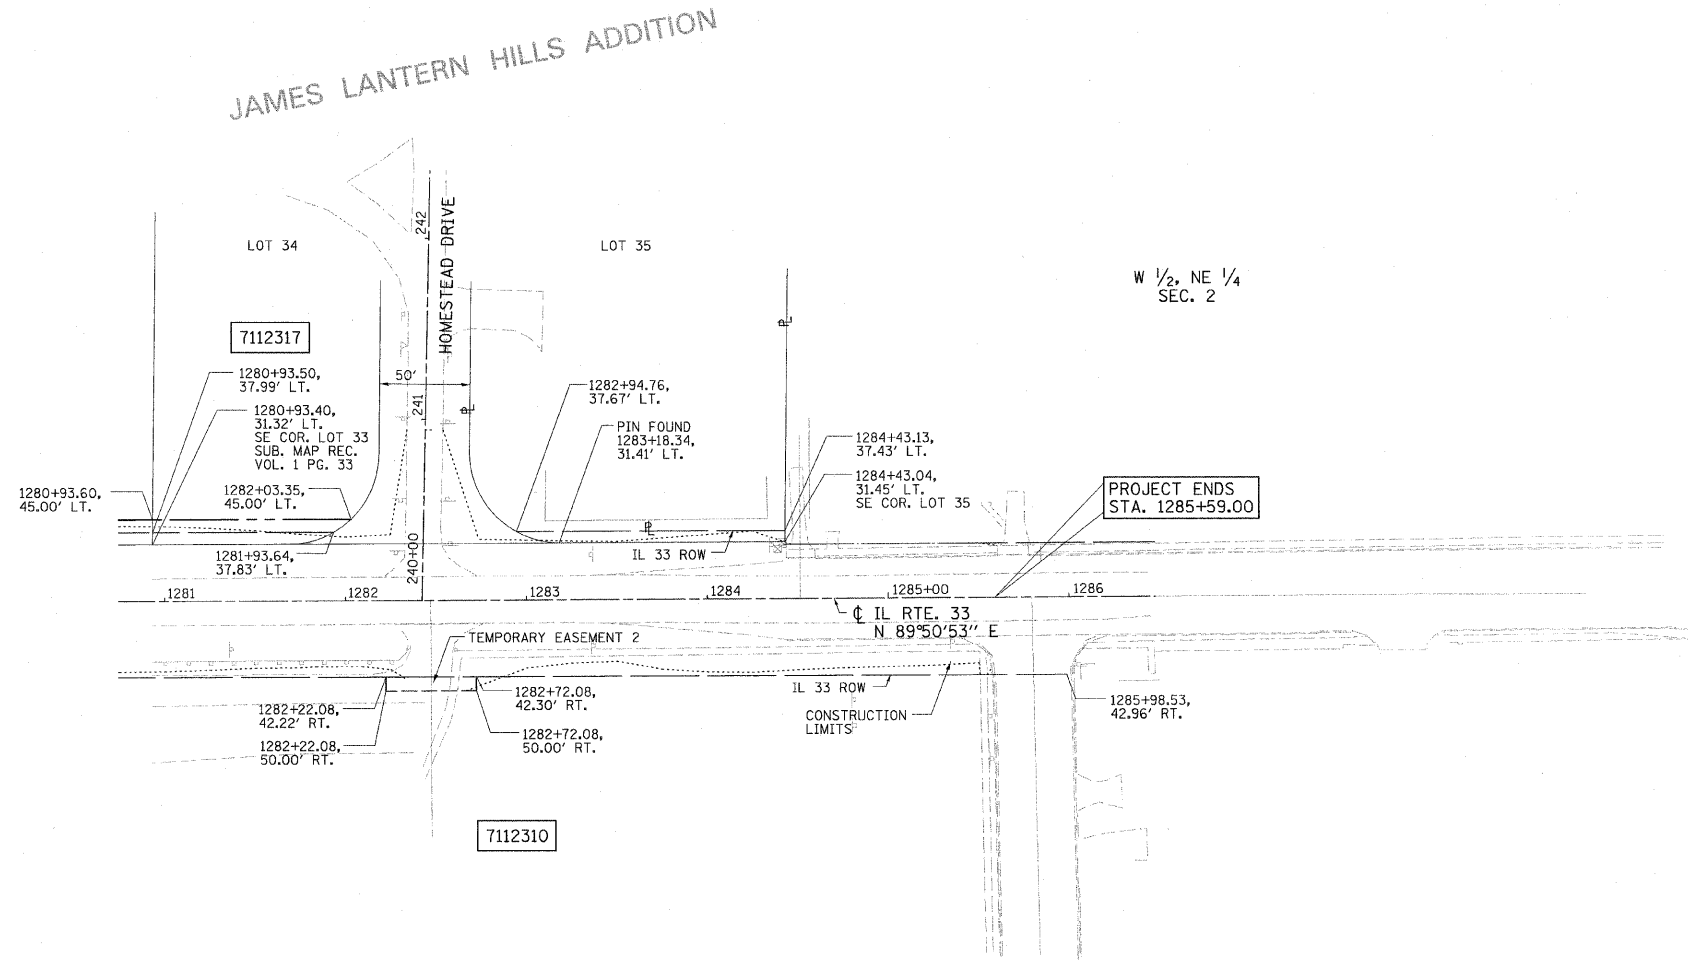 JAMES LANTERN HILLS ADDITION
242
HOMESTEAD DRIVE
LOT 34
LOT 35
W 1/2, NE 1/4
SEC. 2
7112317
1280+93.50,
37.99' LT.
50'
241
1282+94.76,
37.67' LT.
1280+93.40,
31.32' LT.
SE COR. LOT 33
SUB. MAP REC.
VOL. 1 PG. 33
PIN FOUND
1283+18.34,
31.41' LT.
1284+43.13,
37.43' LT.
1284+43.04,
31.45' LT.
SE COR. LOT 35
1280+93.60,
45.00' LT.
1282+03.35,
45.00' LT.
PROJECT ENDS
STA. 1285+59.00
1281+93.64,
37.83' LT.
240+00
IL 33 ROW
1281
1282
1283
1284
1285+00
1286
℄ IL RTE. 33
N 89°50'53" E
TEMPORARY EASEMENT 2
1282+22.08,
42.22' RT.
1282+72.08,
42.30' RT.
IL 33 ROW
1285+98.53,
42.96' RT.
CONSTRUCTION
LIMITS
1282+22.08,
50.00' RT.
1282+72.08,
50.00' RT.
7112310